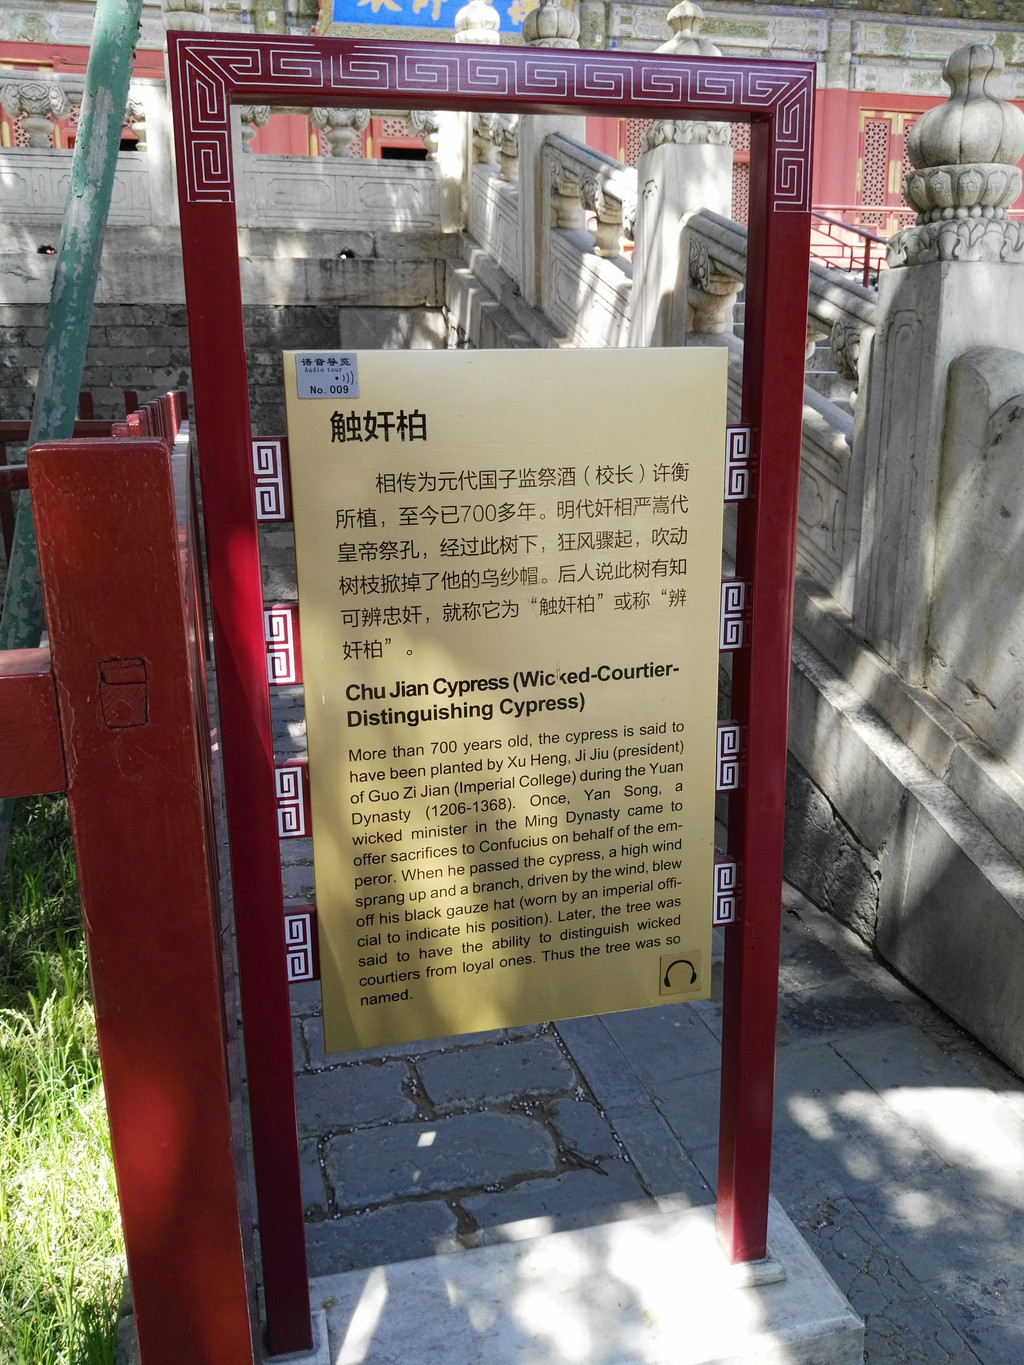 语音导览
Audio tour
No. 009
触奸柏
相传为元代国子监祭酒（校长）许衡
所植，至今已700多年。明代奸相严嵩代
皇帝祭孔，经过此树下，狂风骤起，吹动
树枝掀掉了他的乌纱帽。后人说此树有知
可辨忠奸，就称它为“触奸柏”或称“辨
奸柏”。
Chu Jian Cypress (Wicked-Courtier-
Distinguishing Cypress)
More than 700 years old, the cypress is said to
have been planted by Xu Heng, Ji Jiu (president)
of Guo Zi Jian (Imperial College) during the Yuan
Dynasty (1206-1368). Once, Yan Song, a
wicked minister in the Ming Dynasty came to
offer sacrifices to Confucius on behalf of the em-
peror. When he passed the cypress, a high wind
sprang up and a branch, driven by the wind, blew
off his black gauze hat (worn by an imperial offi-
cial to indicate his position). Later, the tree was
said to have the ability to distinguish wicked
courtiers from loyal ones. Thus the tree was so
named.